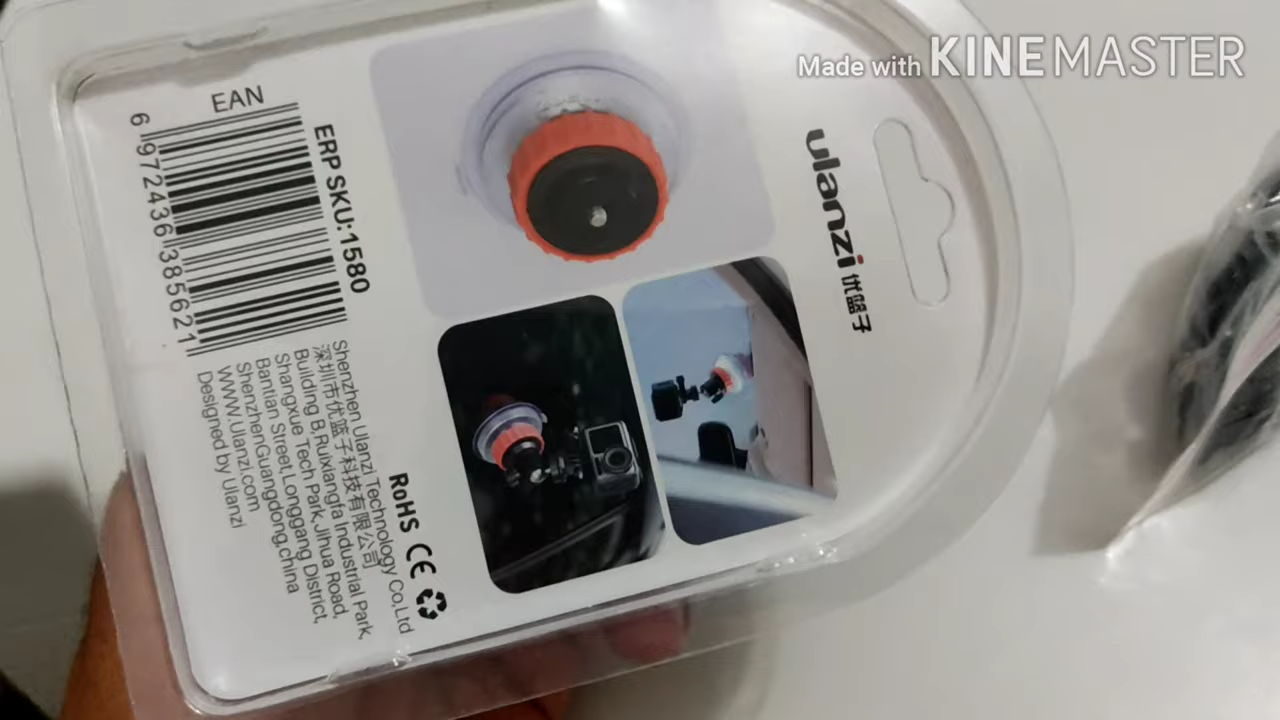 Made with KINEMASTER
ulanzi 优篮子
EAN
6 972436 385621
ERP SKU:1580
RoHS CE
Shenzhen Ulanzi Technology Co,Ltd
深圳市优篮子科技有限公司
Building B,Ruixiangfa Industrial Park,
Shangxue Tech Park,Jihua Road,
Bantian Street,Longgang District,
ShenzhenGuangdong,china
WWW.Ulanzi.com
Designed by Ulanzi